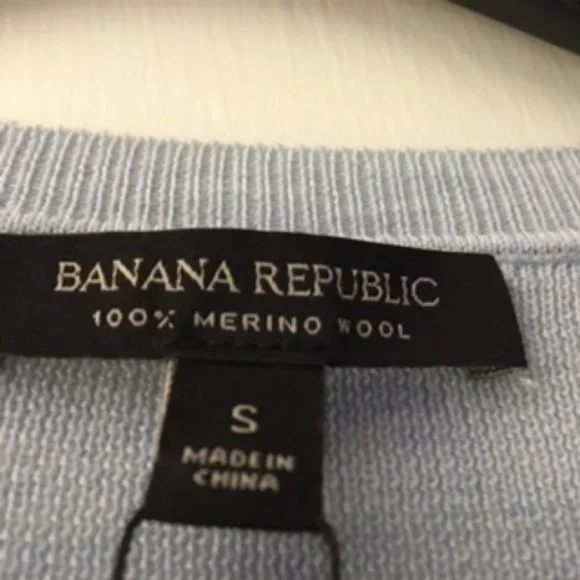 BANANA REPUBLIC
100% MERINO WOOL
S
MADE IN
CHINA